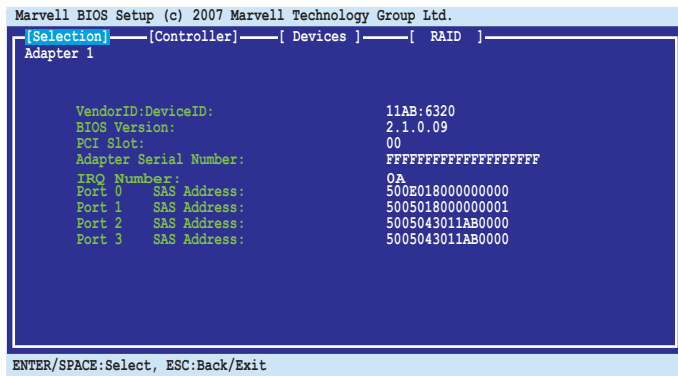 Marvell BIOS Setup (c) 2007 Marvell Technology Group Ltd.
[Selection] [Controller] [ Devices ] [ RAID ]
Adapter 1
VendorID:DeviceID: 11AB:6320
BIOS Version: 2.1.0.09
PCI Slot: 00
Adapter Serial Number: FFFFFFFFFFFFFFFFFFFF
IRQ Number: 0A
Port 0 SAS Address: 500E018000000000
Port 1 SAS Address: 5005018000000001
Port 2 SAS Address: 5005043011AB0000
Port 3 SAS Address: 5005043011AB0000
ENTER/SPACE:Select, ESC:Back/Exit